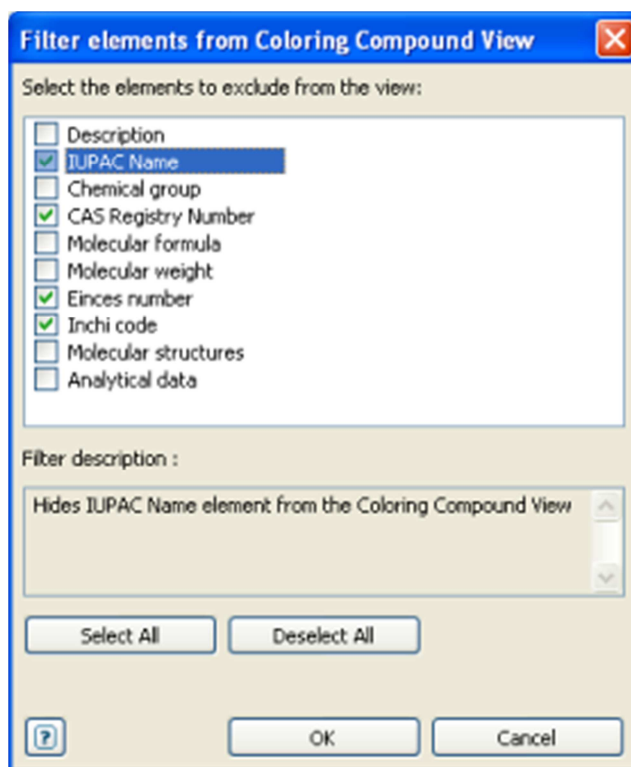 Filter elements from Coloring Compound View
Select the elements to exclude from the view:
Description
IUPAC Name
Chemical group
CAS Registry Number
Molecular formula
Molecular weight
Einces number
Inchi code
Molecular structures
Analytical data
Filter description :
Hides IUPAC Name element from the Coloring Compound View
Select All
Deselect All
?
OK
Cancel